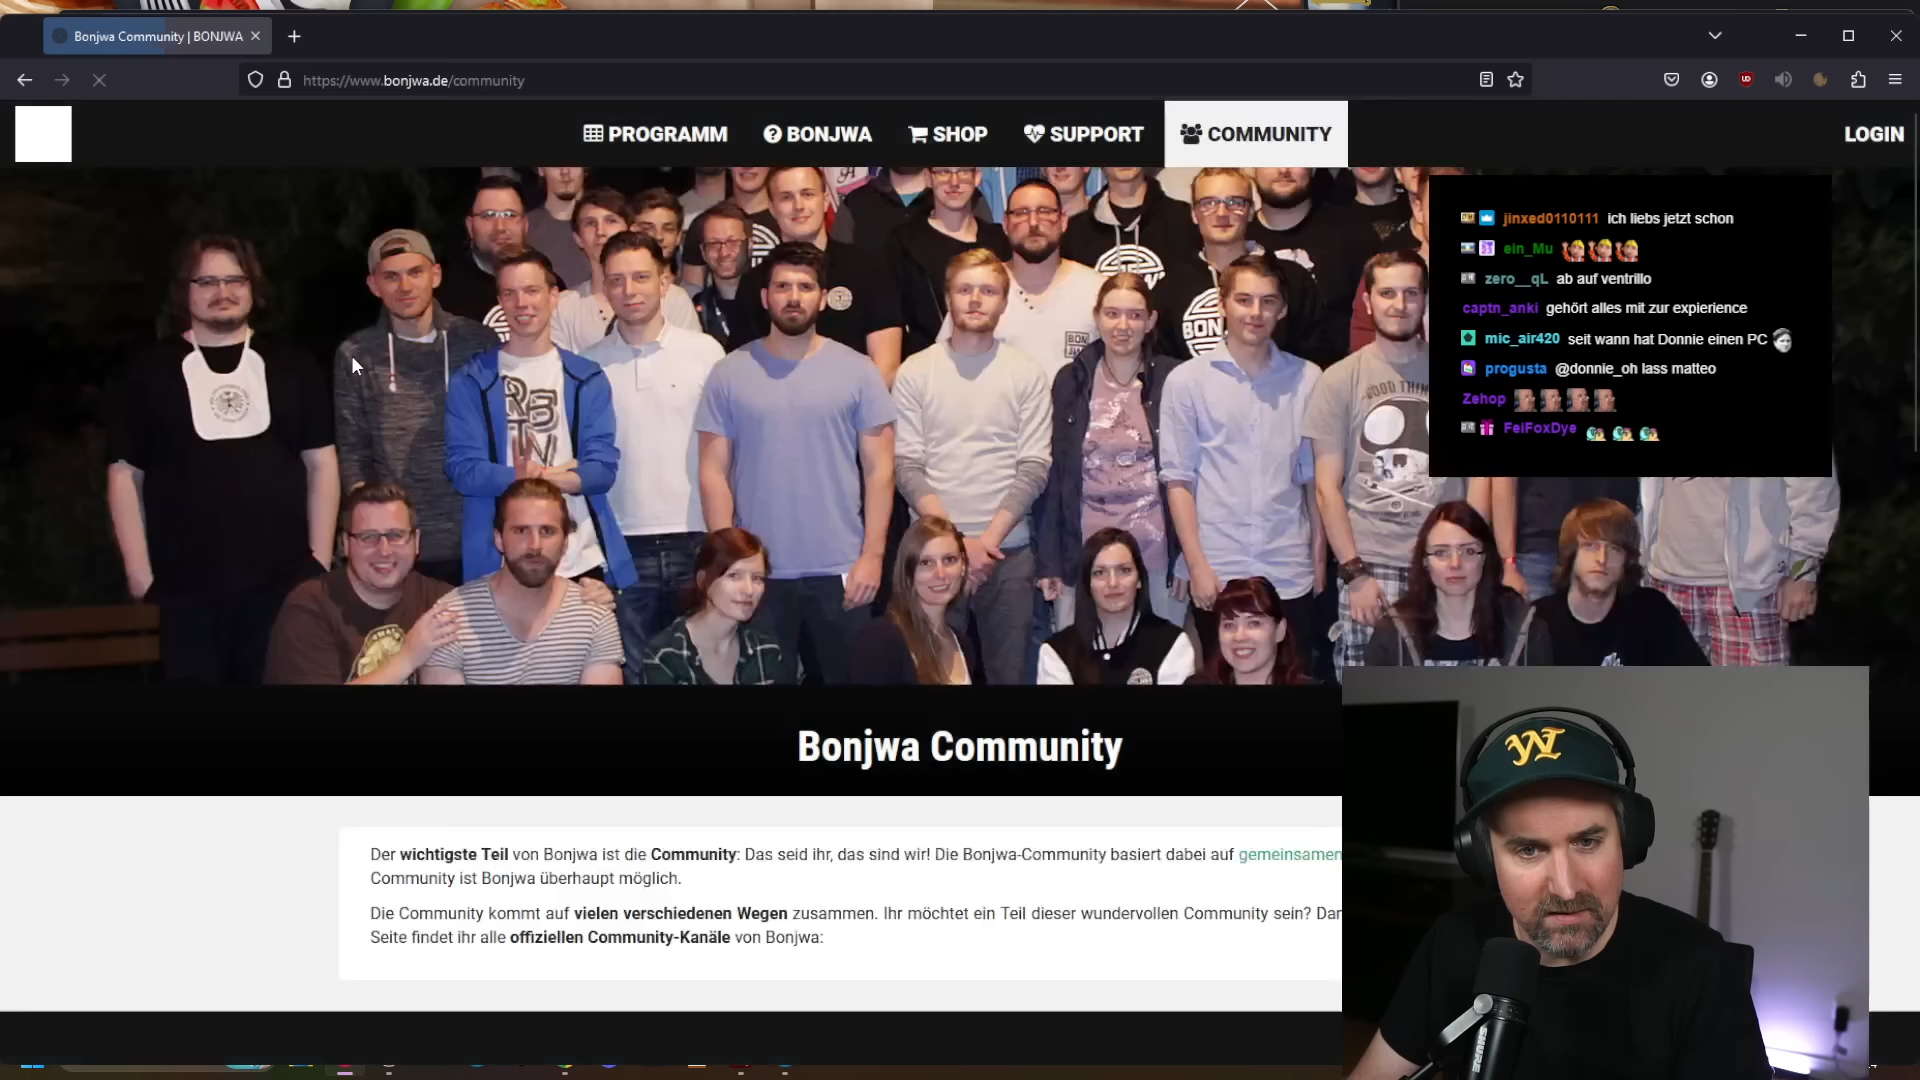 Bonjwa Community | BONJWA
https://www.bonjwa.de/community
PROGRAMM
BONJWA
SHOP
SUPPORT
COMMUNITY
LOGIN
jinxed0110111 ich liebs jetzt schon
ein_Mu
zero__qL ab auf ventrillo
captn_anki gehört alles mit zur expierience
mic_air420 seit wann hat Donnie einen PC
progusta @donnie_oh lass matteo
Zehop
FeiFoxDye
Bonjwa Community
Der wichtigste Teil von Bonjwa ist die Community: Das seid ihr, das sind wir! Die Bonjwa-Community basiert dabei auf gemeinsamen
Community ist Bonjwa überhaupt möglich.
Die Community kommt auf vielen verschiedenen Wegen zusammen. Ihr möchtet ein Teil dieser wundervollen Community sein?
Seite findet ihr alle offiziellen Community-Kanäle von Bonjwa:
SHURE